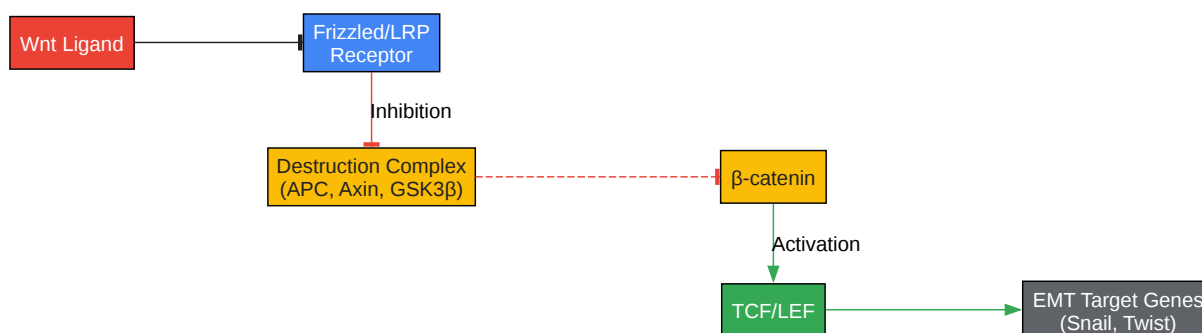 Wnt Ligand
Frizzled/LRP
Receptor
Inhibition
Destruction Complex
(APC, Axin, GSK3β)
β-catenin
Activation
TCF/LEF
EMT Target Genes
(Snail, Twist)